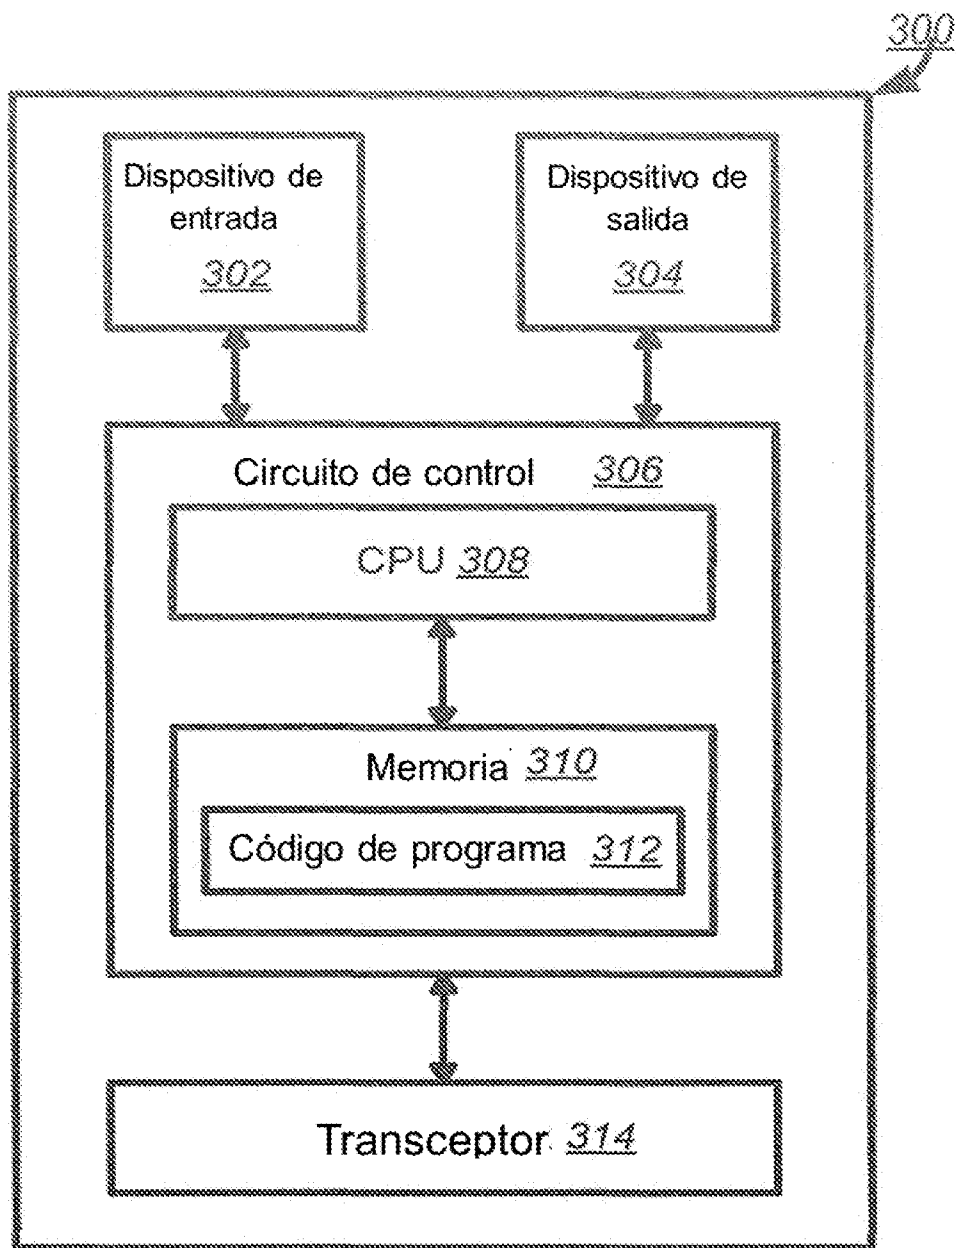 300
Dispositivo de
entrada
302
Dispositivo de
salida
304
Circuito de control 306
CPU 308
Memoria 310
Código de programa 312
Transceptor 314